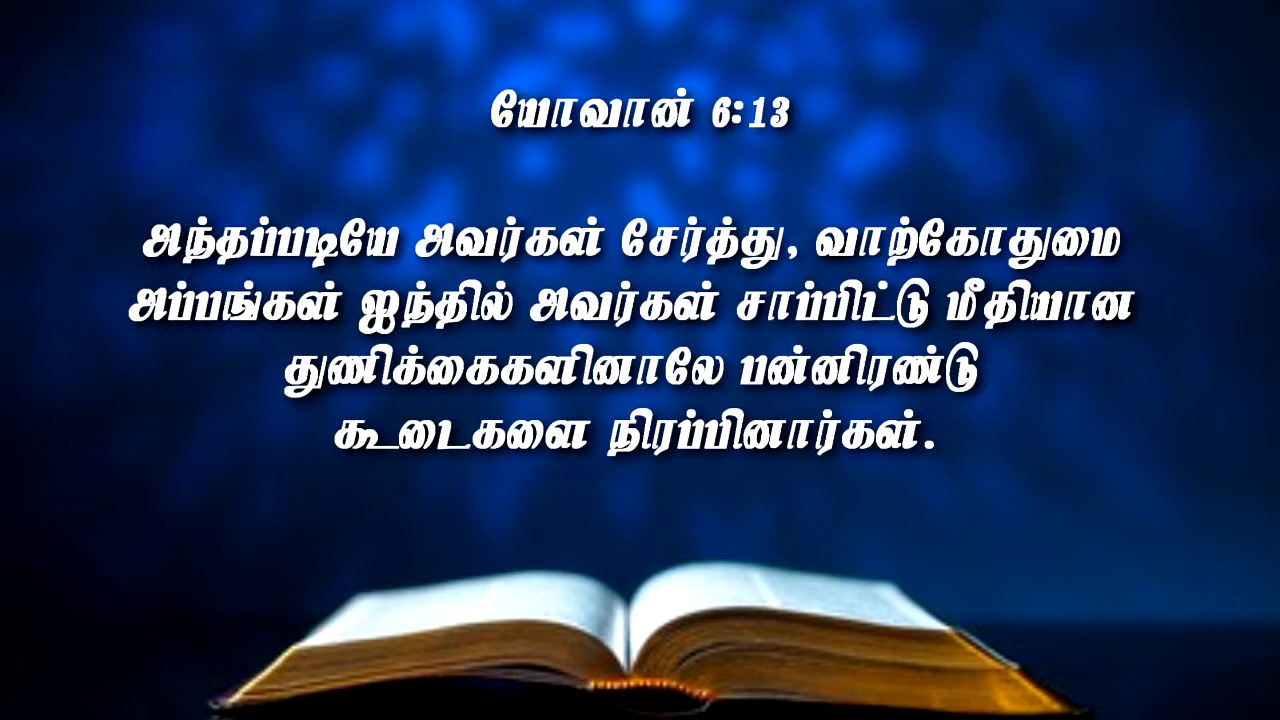 யோவான் 6:13
அந்தப்படியே அவர்கள் சேர்த்து, வாற்கோதுமை
அப்பங்கள் ஐந்தில் அவர்கள் சாப்பிட்டு மீதியான
துணிக்கைகளினாலே பன்னிரண்டு
கூடைகளை நிரப்பினார்கள்.